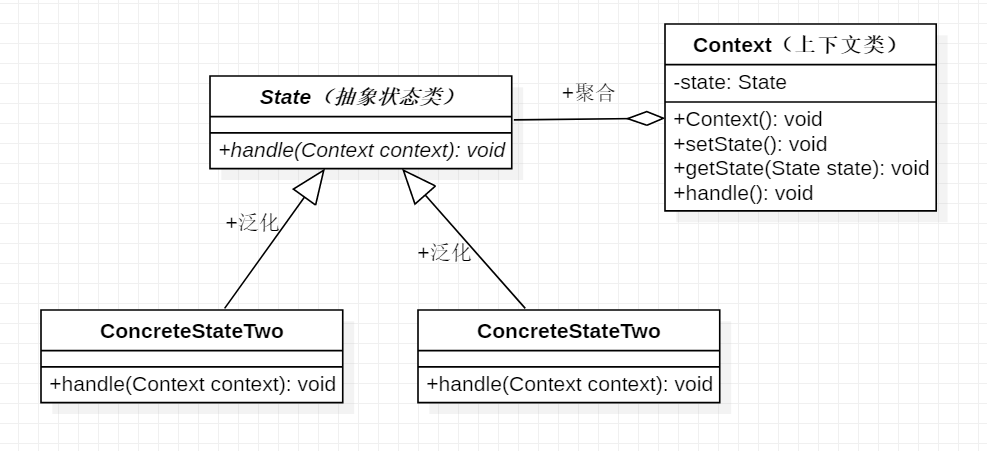 Context（上下文类）
-state: State
+Context(): void
+setState(): void
+getState(State state): void
+handle(): void
+聚合
State（抽象状态类）
+handle(Context context): void
+泛化
+泛化
ConcreteStateTwo
+handle(Context context): void
ConcreteStateTwo
+handle(Context context): void